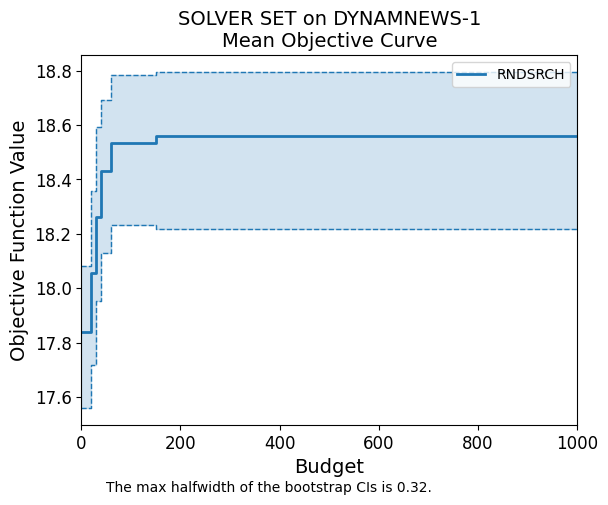 SOLVER SET on DYNAMNEWS-1
Mean Objective Curve
RNDSRCH
Objective Function Value
18.8
18.6
18.4
18.2
18.0
17.8
17.6
0 200 400 600 800 1000
Budget
The max halfwidth of the bootstrap CIs is 0.32.